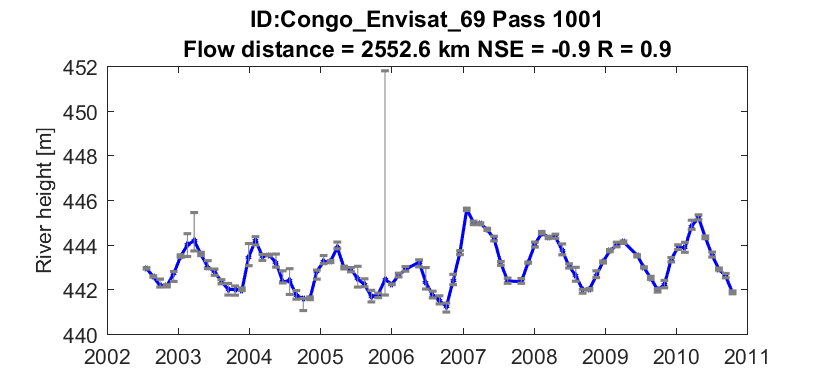 ID:Congo_Envisat_69 Pass 1001
Flow distance = 2552.6 km NSE = -0.9 R = 0.9
River height [m]
452
450
448
446
444
442
440
2002 2003 2004 2005 2006 2007 2008 2009 2010 2011